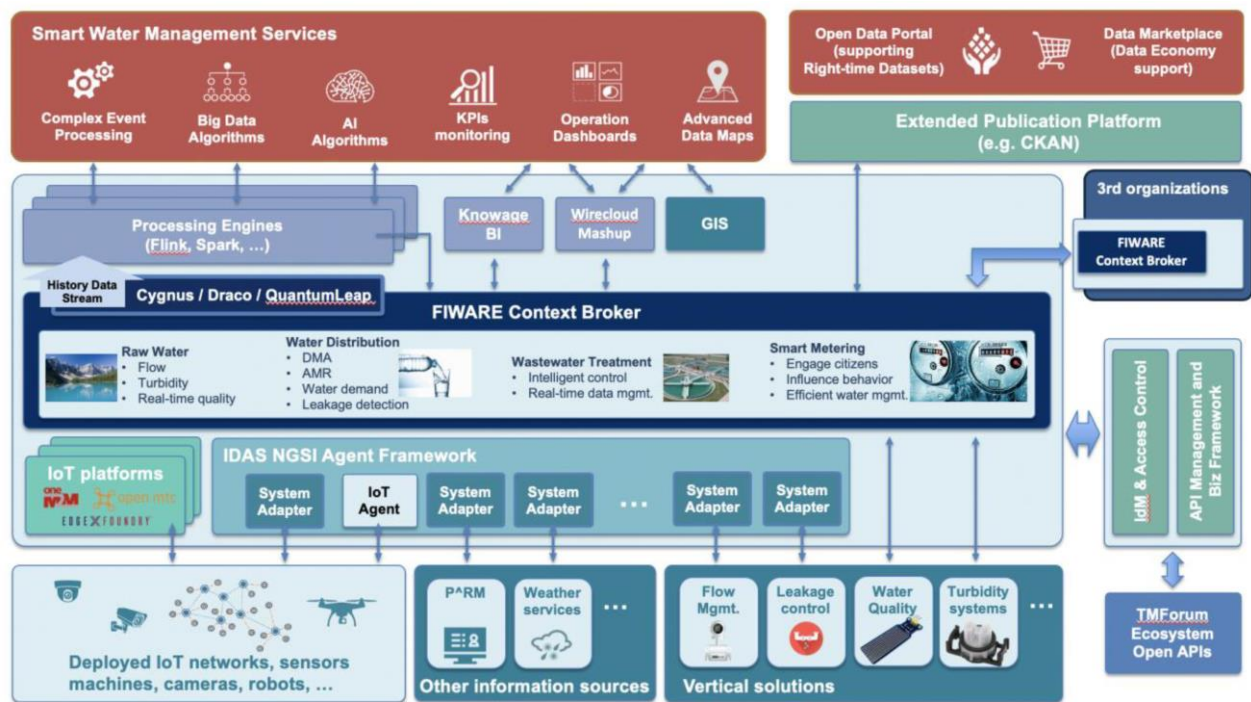 Smart Water Management Services
Complex Event
Processing
Big Data
Algorithms
AI
Algorithms
KPIs
monitoring
Operation
Dashboards
Advanced
Data Maps
Open Data Portal
(supporting
Right-time Datasets)
Data Marketplace
(Data Economy
support)
Extended Publication Platform
(e.g. CKAN)
3rd organizations
FIWARE
Context Broker
Processing Engines
(Flink, Spark, ...)
Knowage
BI
Wirecloud
Mashup
GIS
History Data
Stream
Cygnus / Draco / QuantumLeap
FIWARE Context Broker
Raw Water
• Flow
• Turbidity
• Real-time quality
Water Distribution
• DMA
• AMR
• Water demand
• Leakage detection
Wastewater Treatment
• Intelligent control
• Real-time data mgmt.
Smart Metering
• Engage citizens
• Influence behavior
• Efficient water mgmt.
IdM & Access Control
API Management and
Biz Framework
IoT platforms
one
M2M
open mtc
EDGE X FOUNDRY
IDAS NGSI Agent Framework
System
Adapter
IoT
Agent
System
Adapter
System
Adapter
...
System
Adapter
System
Adapter
Deployed IoT networks, sensors
machines, cameras, robots, ...
P^RM
Weather
services
...
Other information sources
Flow
Mgmt.
Leakage
control
Water
Quality
Turbidity
systems
...
Vertical solutions
TMForum
Ecosystem
Open APIs